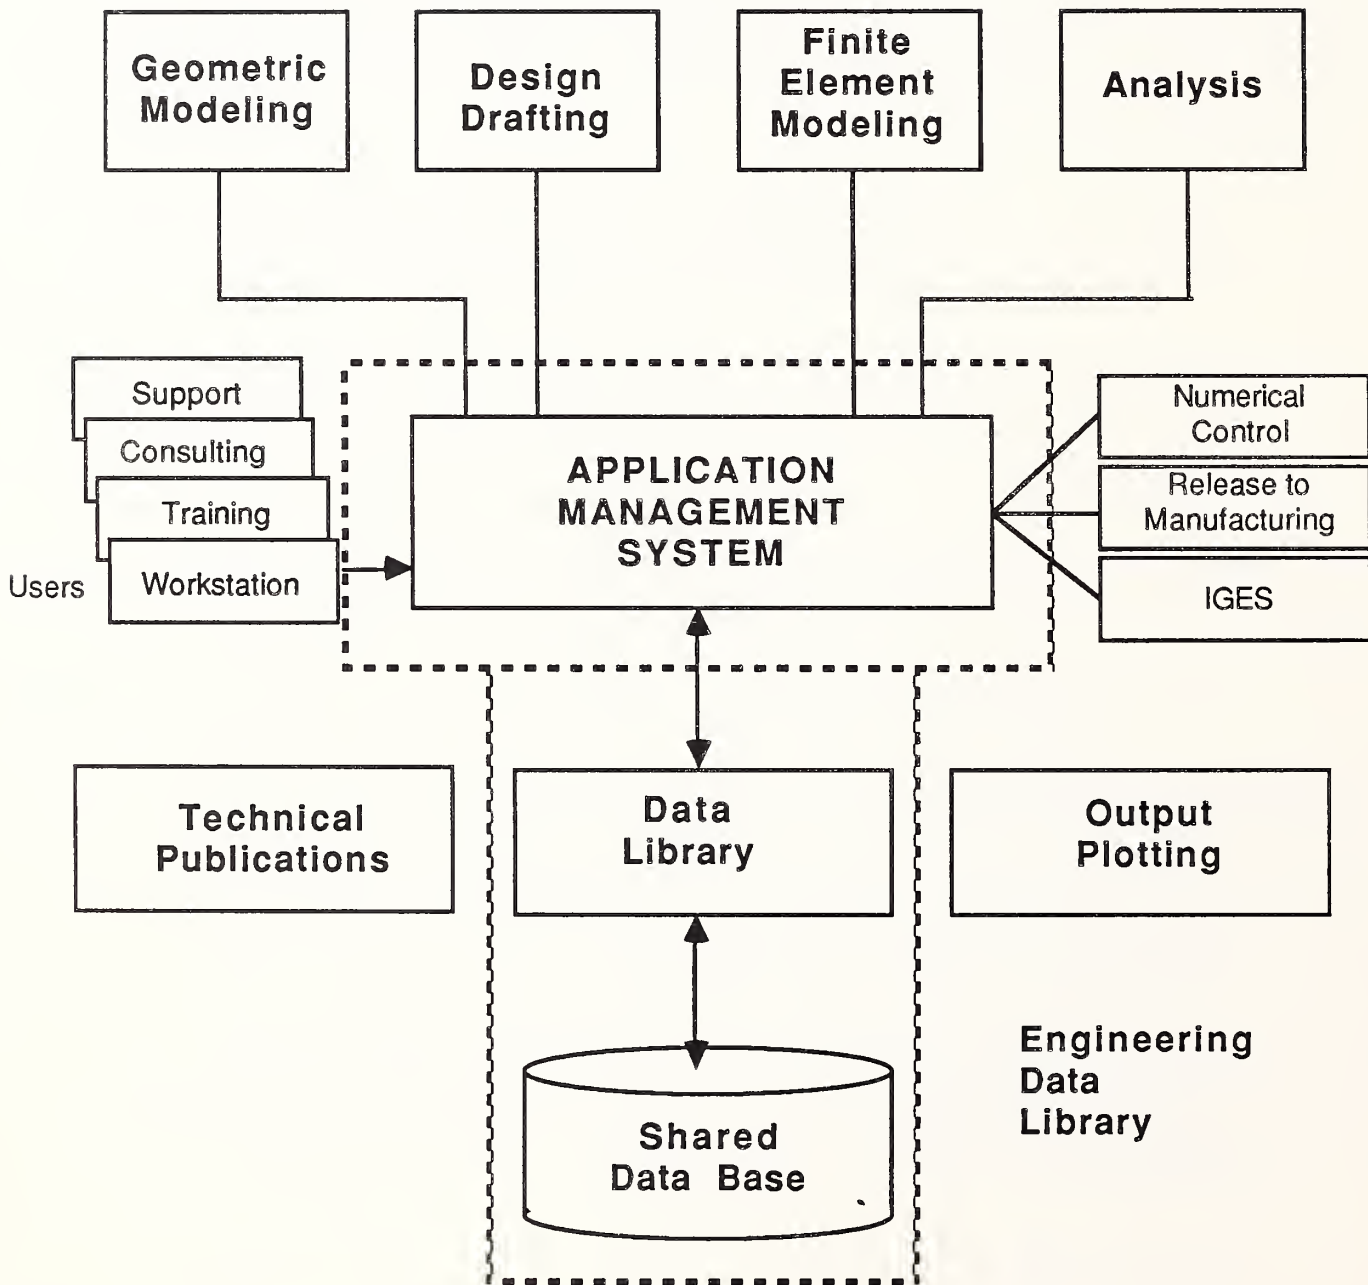 Geometric
Modeling
Design
Drafting
Finite
Element
Modeling
Analysis
Support
Consulting
Training
Users
Workstation
APPLICATION
MANAGEMENT
SYSTEM
Numerical
Control
Release to
Manufacturing
IGES
Technical
Publications
Data
Library
Output
Plotting
Shared
Data Base
Engineering
Data
Library